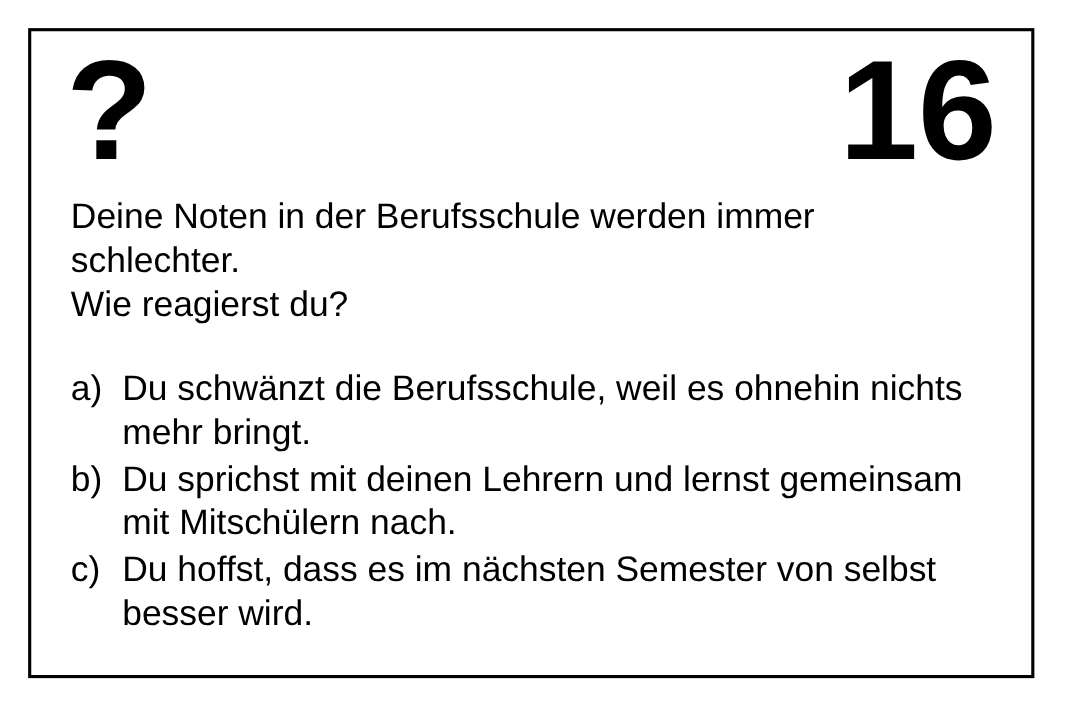 ? 16
Deine Noten in der Berufsschule werden immer
schlechter.
Wie reagierst du?
a) Du schwänzt die Berufsschule, weil es ohnehin nichts
mehr bringt.
b) Du sprichst mit deinen Lehrern und lernst gemeinsam
mit Mitschülern nach.
c) Du hoffst, dass es im nächsten Semester von selbst
besser wird.